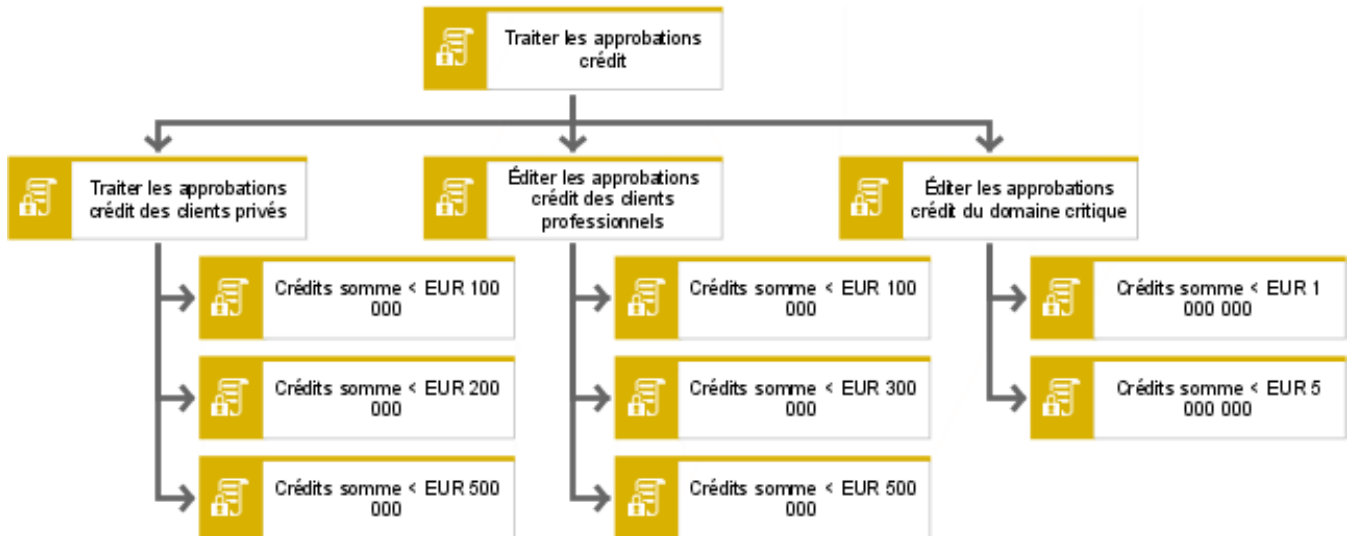 Traiter les approbations
crédit
Traiter les approbations
crédit des clients privés
Éditer les approbations
crédit des clients
professionnels
Éditer les approbations
crédit du domaine critique
Crédits somme < EUR 100
000
Crédits somme < EUR 200
000
Crédits somme < EUR 500
000
Crédits somme < EUR 100
000
Crédits somme < EUR 300
000
Crédits somme < EUR 500
000
Crédits somme < EUR 1
000 000
Crédits somme < EUR 5
000 000